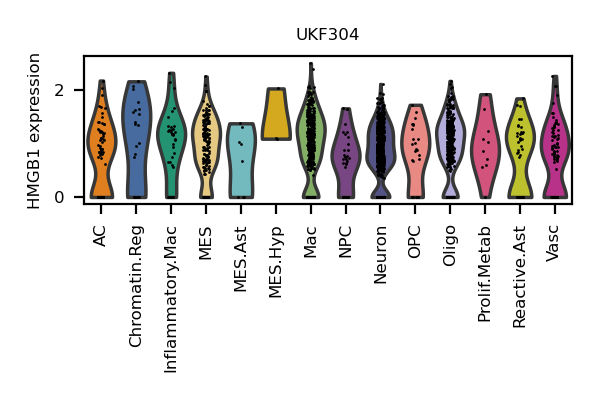 UKF304
HMGB1 expression
2
0
AC
Chromatin.Reg
Inflammatory.Mac
MES
MES.Ast
MES.Hyp
Mac
NPC
Neuron
OPC
Oligo
Prolif.Metab
Reactive.Ast
Vasc